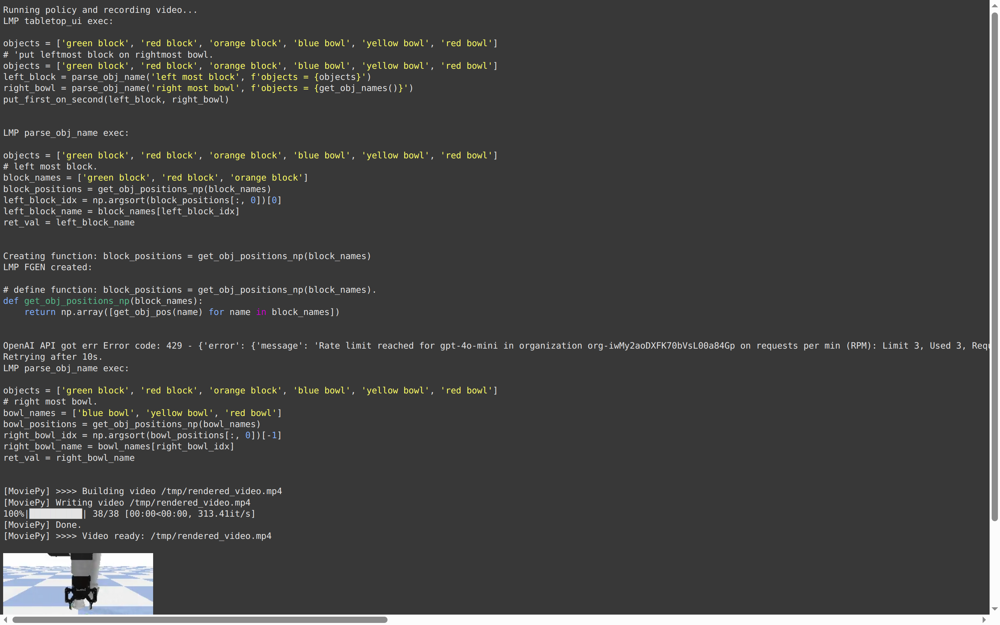 Running policy and recording video...
LMP tabletop_ui exec:
objects = ['green block', 'red block', 'orange block', 'blue bowl', 'yellow bowl', 'red bowl']
# 'put leftmost block on rightmost bowl.
objects = ['green block', 'red block', 'orange block', 'blue bowl', 'yellow bowl', 'red bowl']
left_block = parse_obj_name('left most block', f'objects = {objects}')
right_bowl = parse_obj_name('right most bowl', f'objects = {get_obj_names()}')
put_first_on_second(left_block, right_bowl)
LMP parse_obj_name exec:
objects = ['green block', 'red block', 'orange block', 'blue bowl', 'yellow bowl', 'red bowl']
# left most block.
block_names = ['green block', 'red block', 'orange block']
block_positions = get_obj_positions_np(block_names)
left_block_idx = np.argsort(block_positions[:, 0])[0]
left_block_name = block_names[left_block_idx]
ret_val = left_block_name
Creating function: block_positions = get_obj_positions_np(block_names)
LMP FGEN created:
# define function: block_positions = get_obj_positions_np(block_names).
def get_obj_positions_np(block_names):
    return np.array([get_obj_pos(name) for name in block_names])
OpenAI API got err Error code: 429 - {'error': {'message': 'Rate limit reached for gpt-4o-mini in organization org-iwMy2aoDXFK70bVsL00a84Gp on requests per min (RPM): Limit 3, Used 3, Requ
Retrying after 10s.
LMP parse_obj_name exec:
objects = ['green block', 'red block', 'orange block', 'blue bowl', 'yellow bowl', 'red bowl']
# right most bowl.
bowl_names = ['blue bowl', 'yellow bowl', 'red bowl']
bowl_positions = get_obj_positions_np(bowl_names)
right_bowl_idx = np.argsort(bowl_positions[:, 0])[-1]
right_bowl_name = bowl_names[right_bowl_idx]
ret_val = right_bowl_name
[MoviePy] >>>> Building video /tmp/rendered_video.mp4
[MoviePy] Writing video /tmp/rendered_video.mp4
100%|██████████| 38/38 [00:00<00:00, 313.41it/s]
[MoviePy] Done.
[MoviePy] >>>> Video ready: /tmp/rendered_video.mp4